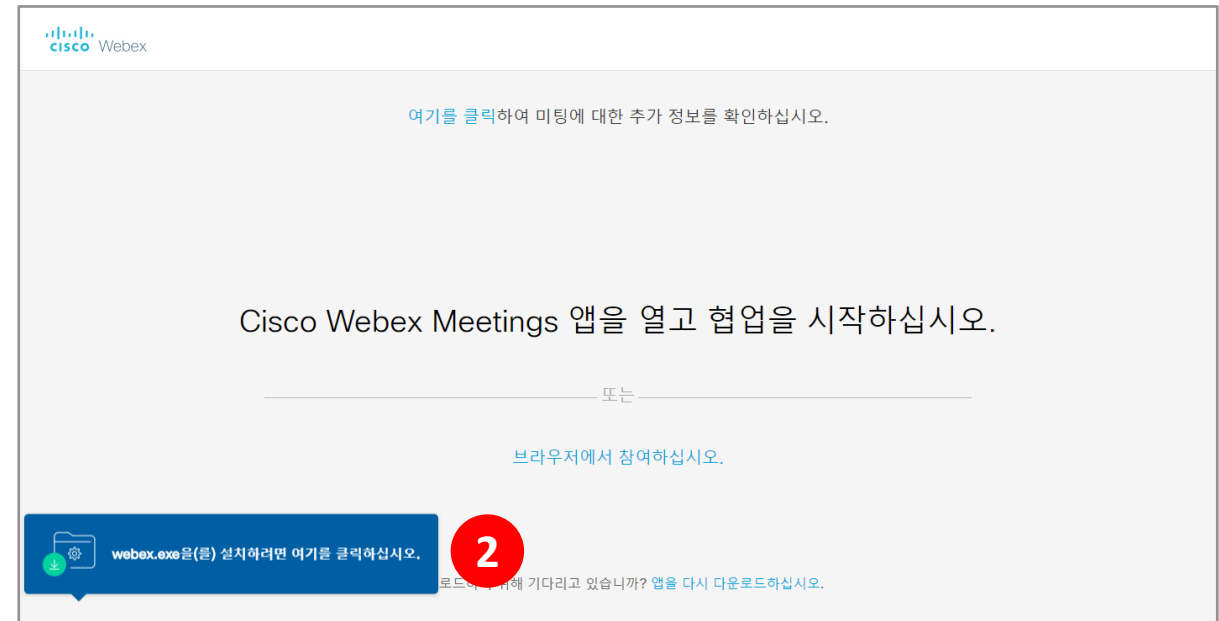 cisco Webex
여기를 클릭하여 미팅에 대한 추가 정보를 확인하십시오.
Cisco Webex Meetings 앱을 열고 협업을 시작하십시오.
또는
브라우저에서 참여하십시오.
webex.exe을(를) 설치하려면 여기를 클릭하십시오.
2
기다리고 있습니까? 앱을 다시 다운로드하십시오.